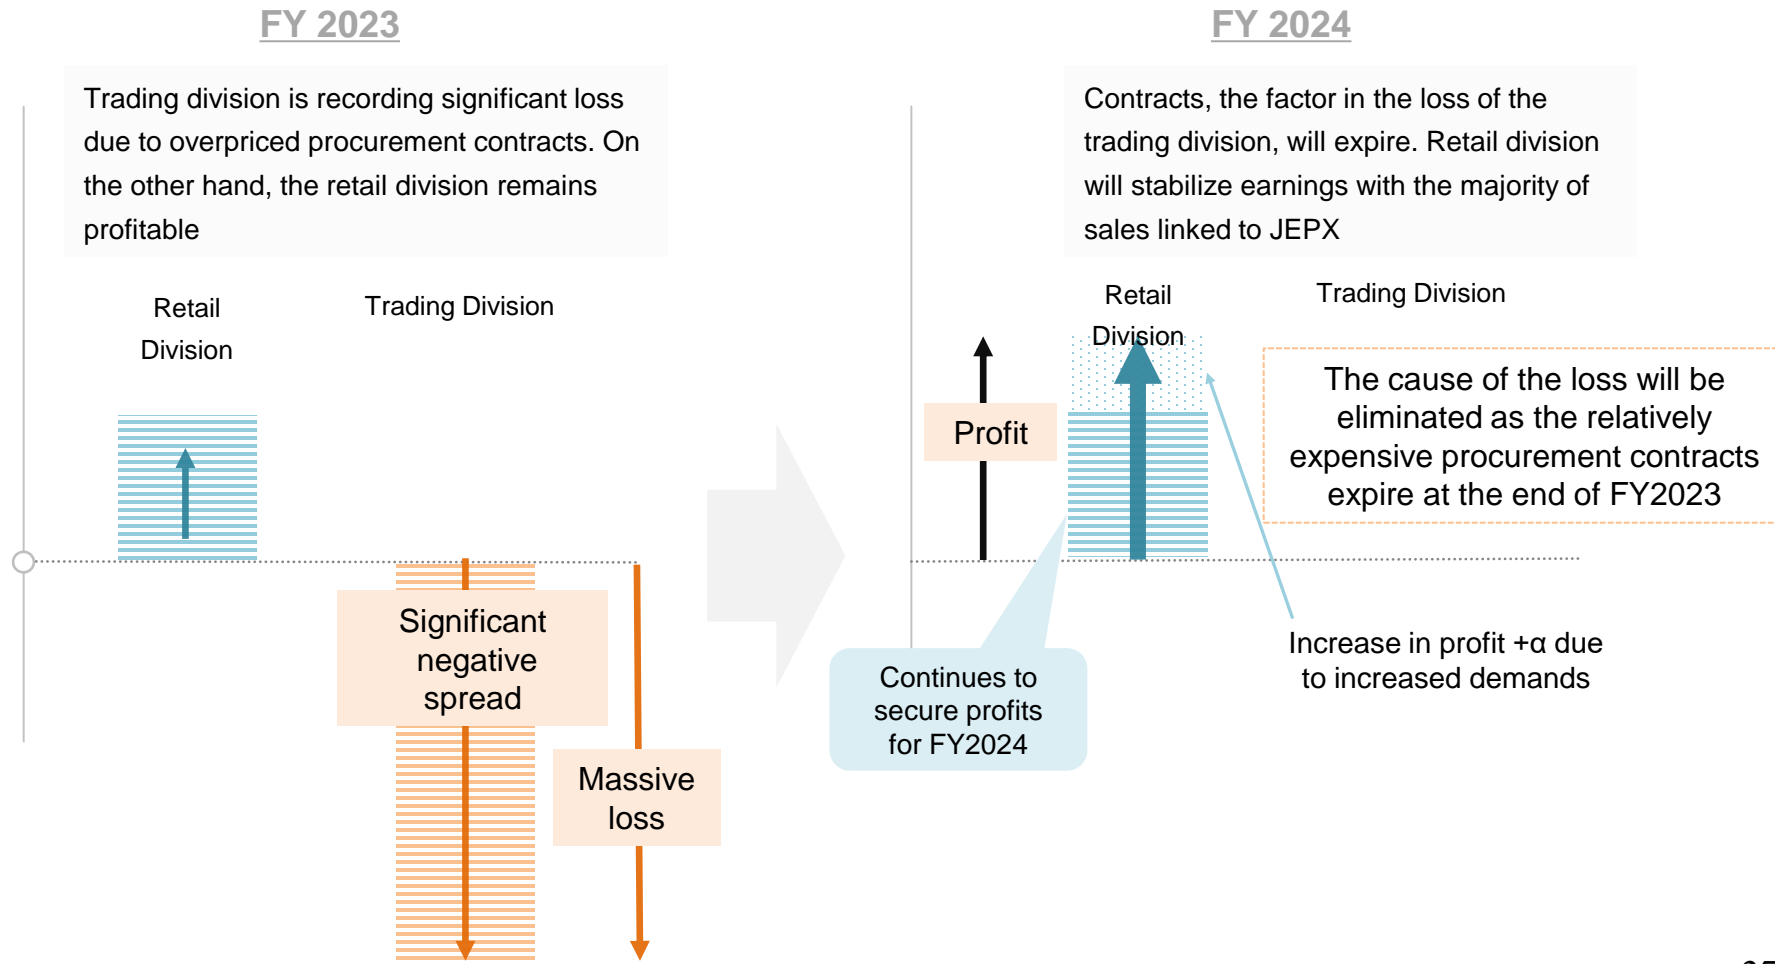 FY 2023
Trading division is recording significant loss
due to overpriced procurement contracts. On
the other hand, the retail division remains
profitable
Retail
Division
Trading Division
Significant
negative
spread
Massive
loss
FY 2024
Contracts, the factor in the loss of the
trading division, will expire. Retail division
will stabilize earnings with the majority of
sales linked to JEPX
Retail
Division
Trading Division
Profit
The cause of the loss will be
eliminated as the relatively
expensive procurement contracts
expire at the end of FY2023
Continues to
secure profits
for FY2024
Increase in profit +α due
to increased demands